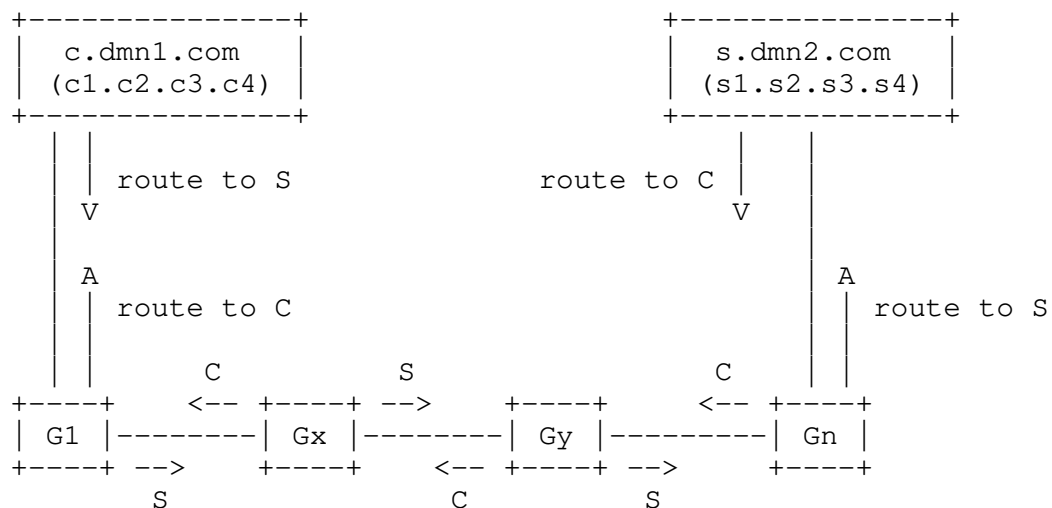 c.dmn1.com s.dmn2.com
(c1.c2.c3.c4) (s1.s2.s3.s4)
route to S route to C
V V
A A
route to C route to S
C S C
<-- --> <--
G1 Gx Gy Gn
--> <-- -->
S C S